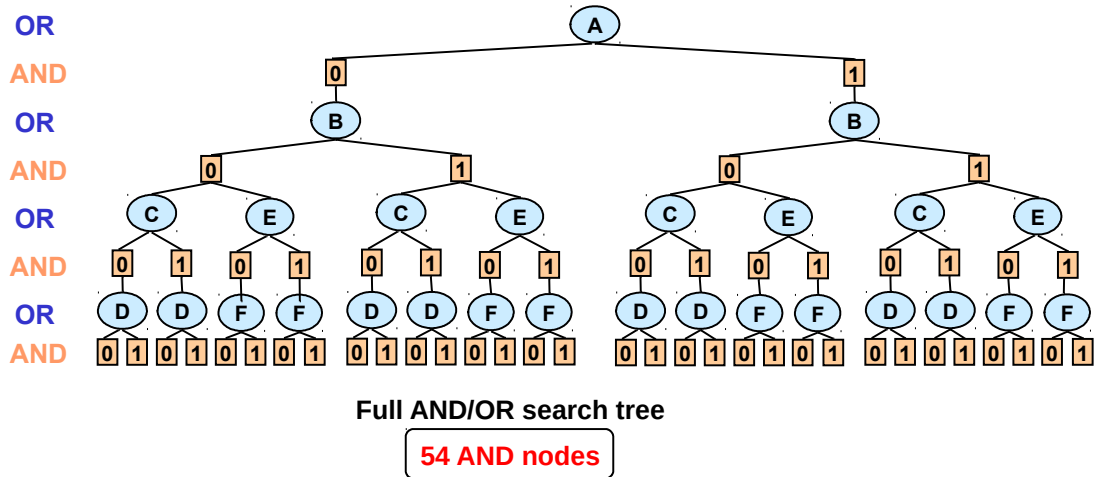 OR A
AND 0 1
OR B B
AND 0 1 0 1
OR C E C E C E C E
AND 0 1 0 1 0 1 0 1 0 1 0 1 0 1 0 1
OR D D F F D D F F D D F F D D F F
AND 0 1 0 1 0 1 0 1 0 1 0 1 0 1 0 1 0 1 0 1 0 1 0 1 0 1 0 1 0 1 0 1
Full AND/OR search tree
54 AND nodes